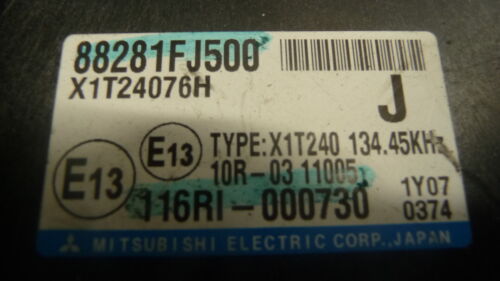 88281FJ500
X1T24076H
J
E13
TYPE:X1T240 134.45KHz
E13
10R-03 11005
116RI-000730
1Y07
0374
MITSUBISHI ELECTRIC CORP., JAPAN